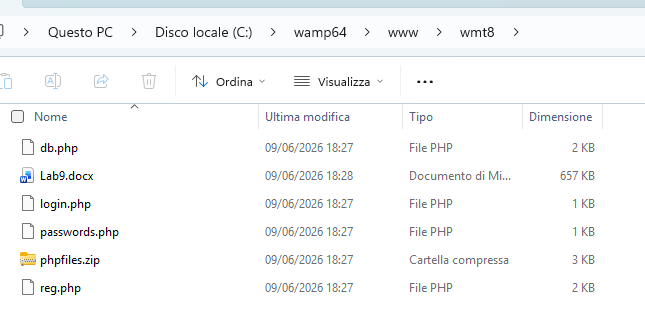 Questo PC > Disco locale (C:) > wamp64 > www > wmt8 >
Ordina Visualizza ...
Nome Ultima modifica Tipo Dimensione
db.php 09/06/2026 18:27 File PHP 2 KB
Lab9.docx 09/06/2026 18:28 Documento di Mi... 657 KB
login.php 09/06/2026 18:27 File PHP 1 KB
passwords.php 09/06/2026 18:27 File PHP 1 KB
phpfiles.zip 09/06/2026 18:27 Cartella compressa 3 KB
reg.php 09/06/2026 18:27 File PHP 2 KB